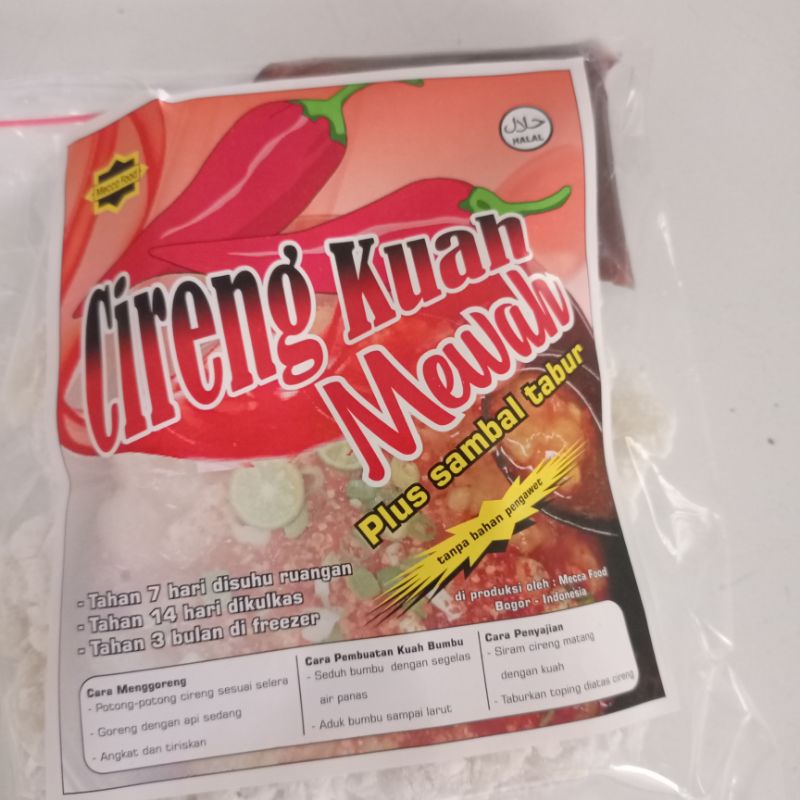 Mecca Food
حلال
HALAL
Cireng Kuah
Mewah
Plus sambal tabur
tanpa bahan pengawet
- Tahan 7 hari disuhu ruangan
- Tahan 14 hari dikulkas
- Tahan 3 bulan di freezer
di produksi oleh : Mecca Food
Bogor - Indonesia
Cara Menggoreng
- Potong-potong cireng sesuai selera
- Goreng dengan api sedang
- Angkat dan tiriskan
Cara Pembuatan Kuah Bumbu
- Seduh bumbu dengan segelas
air panas
- Aduk bumbu sampai larut
Cara Penyajian
- Siram cireng matang
dengan kuah
- Taburkan toping diatas cireng